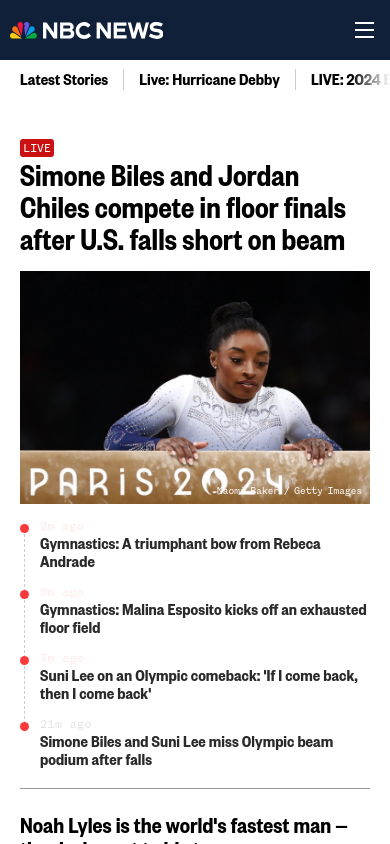 NBC NEWS
Latest Stories
Live: Hurricane Debby
LIVE: 2024
LIVE
Simone Biles and Jordan
Chiles compete in floor finals
after U.S. falls short on beam
PARIS 2024
Naomi Baker / Getty Images
2m ago
Gymnastics: A triumphant bow from Rebeca
Andrade
5m ago
Gymnastics: Malina Esposito kicks off an exhausted
floor field
7m ago
Suni Lee on an Olympic comeback: 'If I come back,
then I come back'
21m ago
Simone Biles and Suni Lee miss Olympic beam
podium after falls
Noah Lyles is the world's fastest man —